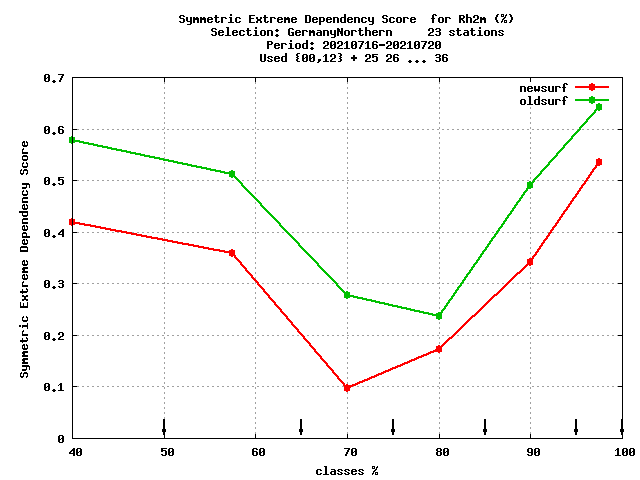 Symmetric Extreme Dependency Score  for Rh2m (%)
Selection: GermanyNorthern     23 stations
Period: 20210716-20210720
Used {00,12} + 25 26 ... 36
newsurf
oldsurf
0.7
0.6
0.5
0.4
0.3
0.2
0.1
0
Symmetric Extreme Dependency Score
40 50 60 70 80 90 100
classes %